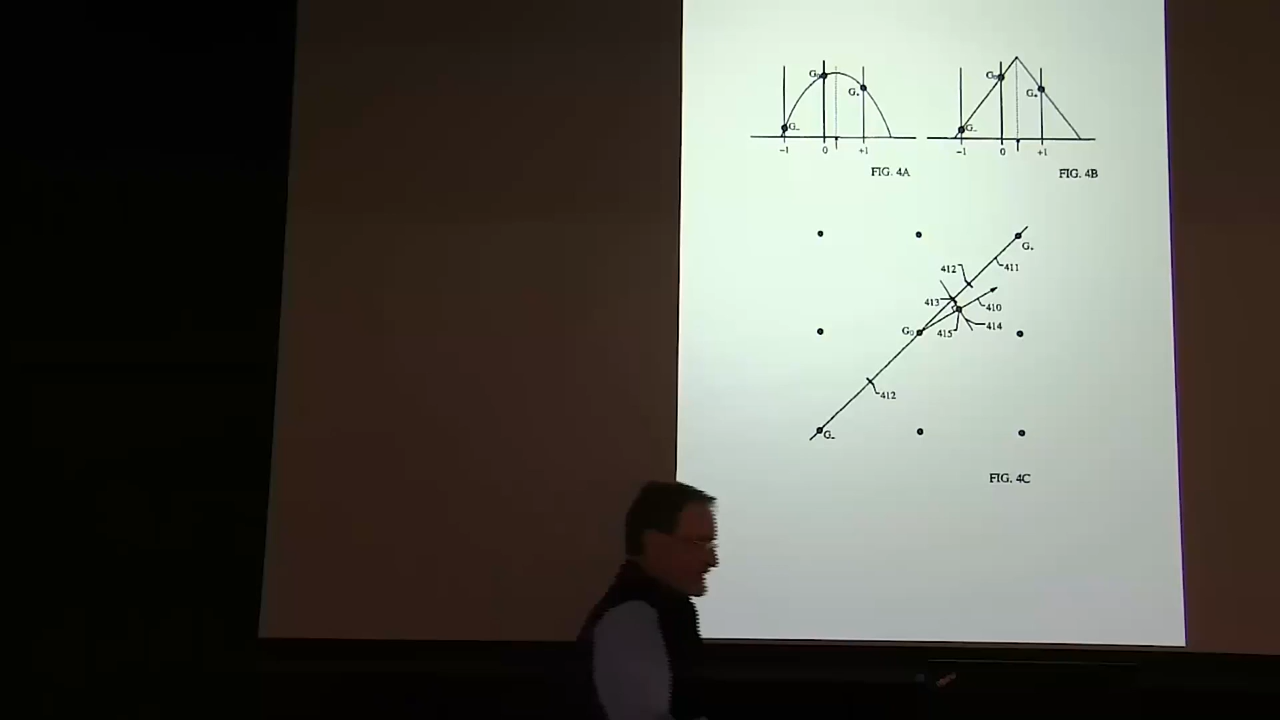 G₀ G₊ G₋
-1 0 +1
FIG. 4A
G₀ G₊ G₋
-1 0 +1
FIG. 4B
G₊
412 411
413 410
G₀ 415 414
412
G₋
FIG. 4C